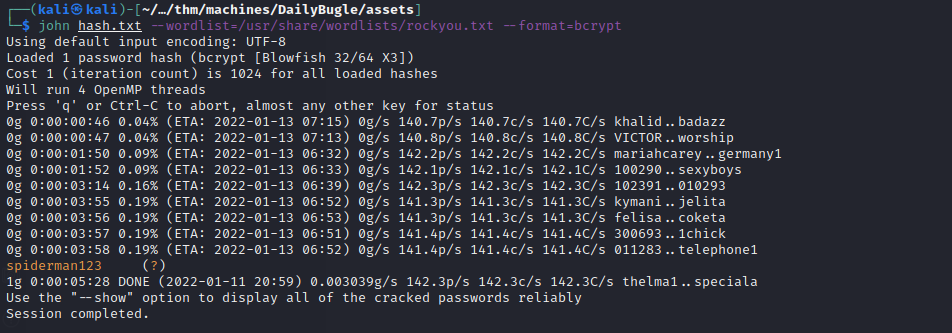 ┌──(kali㉿kali)-[~/…/thm/machines/DailyBugle/assets]
└─$ john hash.txt --wordlist=/usr/share/wordlists/rockyou.txt --format=bcrypt
Using default input encoding: UTF-8
Loaded 1 password hash (bcrypt [Blowfish 32/64 X3])
Cost 1 (iteration count) is 1024 for all loaded hashes
Will run 4 OpenMP threads
Press 'q' or Ctrl-C to abort, almost any other key for status
0g 0:00:00:46 0.04% (ETA: 2022-01-13 07:15) 0g/s 140.7p/s 140.7c/s 140.7C/s khalid..badazz
0g 0:00:00:47 0.04% (ETA: 2022-01-13 07:13) 0g/s 140.8p/s 140.8c/s 140.8C/s VICTOR..worship
0g 0:00:01:50 0.09% (ETA: 2022-01-13 06:32) 0g/s 142.2p/s 142.2c/s 142.2C/s mariahcarey..germany1
0g 0:00:01:52 0.09% (ETA: 2022-01-13 06:33) 0g/s 142.1p/s 142.1c/s 142.1C/s 100290..sexyboys
0g 0:00:03:14 0.16% (ETA: 2022-01-13 06:39) 0g/s 142.3p/s 142.3c/s 142.3C/s 102391..010293
0g 0:00:03:55 0.19% (ETA: 2022-01-13 06:52) 0g/s 141.3p/s 141.3c/s 141.3C/s kymani..jelita
0g 0:00:03:56 0.19% (ETA: 2022-01-13 06:53) 0g/s 141.3p/s 141.3c/s 141.3C/s felisa..coketa
0g 0:00:03:57 0.19% (ETA: 2022-01-13 06:51) 0g/s 141.4p/s 141.4c/s 141.4C/s 300693..1chick
0g 0:00:03:58 0.19% (ETA: 2022-01-13 06:52) 0g/s 141.4p/s 141.4c/s 141.4C/s 011283..telephone1
spiderman123     (?)
1g 0:00:05:28 DONE (2022-01-11 20:59) 0.003039g/s 142.3p/s 142.3c/s 142.3C/s thelma1..speciala
Use the "--show" option to display all of the cracked passwords reliably
Session completed.